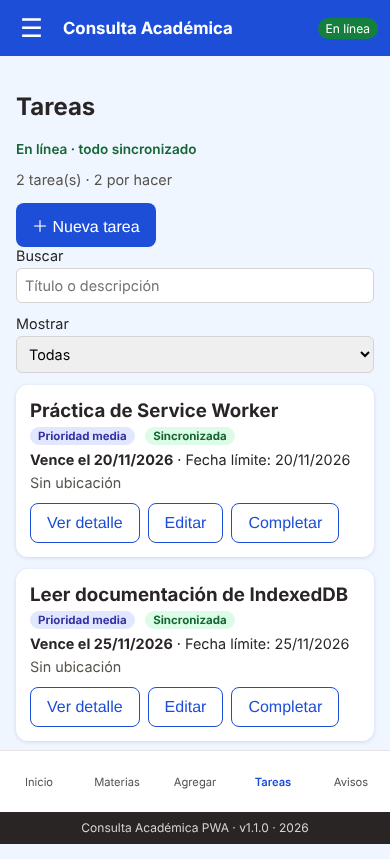 ☰ Consulta Académica En línea
Tareas
En línea · todo sincronizado
2 tarea(s) · 2 por hacer
+ Nueva tarea
Buscar
Título o descripción
Mostrar
Todas
Práctica de Service Worker
Prioridad media Sincronizada
Vence el 20/11/2026 · Fecha límite: 20/11/2026
Sin ubicación
Ver detalle Editar Completar
Leer documentación de IndexedDB
Prioridad media Sincronizada
Vence el 25/11/2026 · Fecha límite: 25/11/2026
Sin ubicación
Ver detalle Editar Completar
Inicio Materias Agregar Tareas Avisos
Consulta Académica PWA · v1.1.0 · 2026